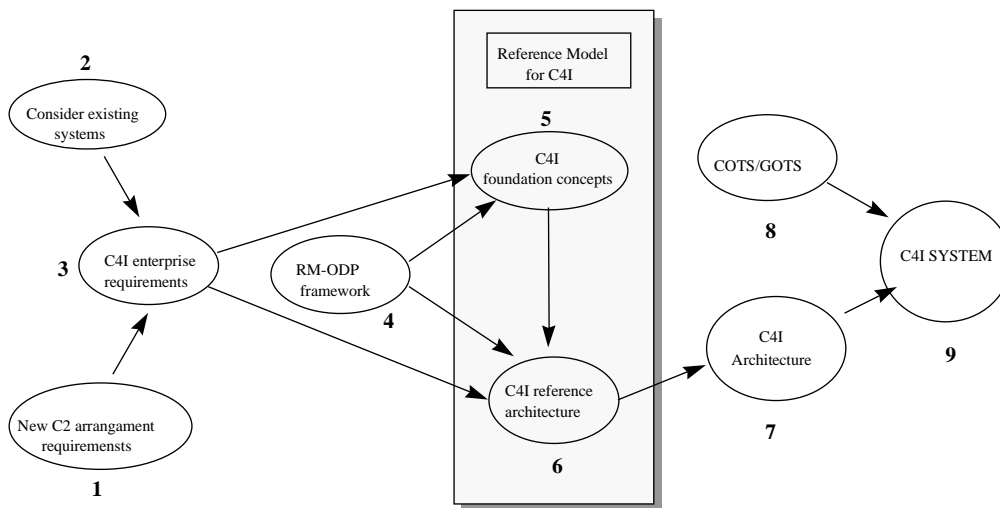 Reference Model
for C4I
2
Consider existing
systems
5
C4I
foundation concepts
COTS/GOTS
8
3
C4I enterprise
requirements
RM-ODP
framework
4
C4I SYSTEM
9
C4I
Architecture
7
C4I reference
architecture
6
New C2 arrangament
requiremensts
1